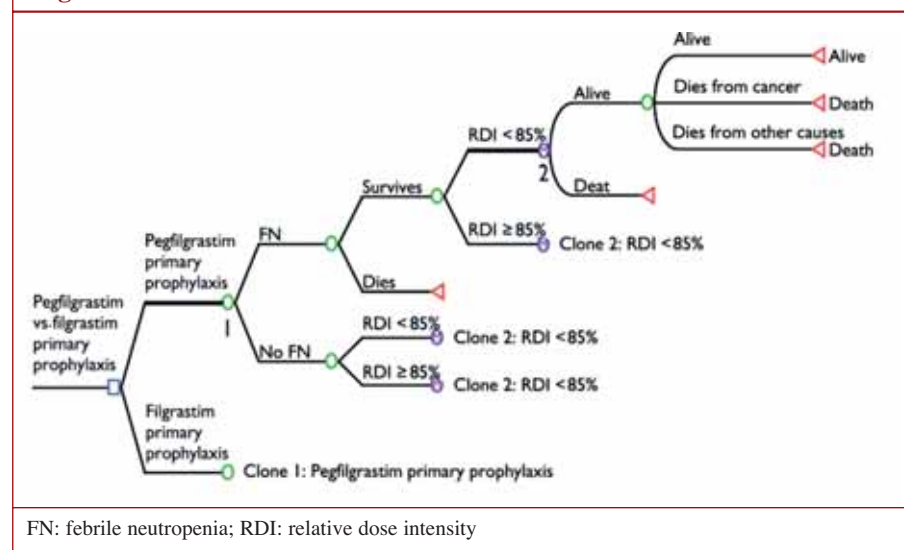 Alive
Alive
Dies from cancer
Death
Alive
Dies from other causes
Death
RDI <85%
2
Deat
Survives
RDI ≥85%
Clone 2: RDI <85%
FN
Pegfilgrastim
primary
prophylaxis
Dies
1
Pegfilgrastim
vs.filgrastim
primary
prophylaxis
RDI <85%
Clone 2: RDI <85%
No FN
RDI ≥85%
Clone 2: RDI <85%
Filgrastim
primary
prophylaxis
Clone 1: Pegfilgrastim primary prophylaxis
FN: febrile neutropenia; RDI: relative dose intensity